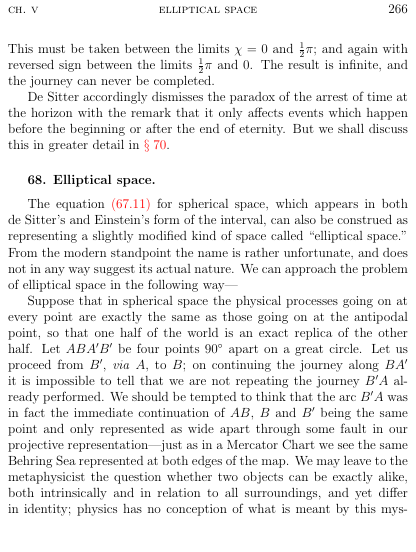 CH. V ELLIPTICAL SPACE 266
This must be taken between the limits χ = 0 and ½π; and again with
reversed sign between the limits ½π and 0. The result is infinite, and
the journey can never be completed.
De Sitter accordingly dismisses the paradox of the arrest of time at
the horizon with the remark that it only affects events which happen
before the beginning or after the end of eternity. But we shall discuss
this in greater detail in § 70.
68. Elliptical space.
The equation (67.11) for spherical space, which appears in both
de Sitter's and Einstein's form of the interval, can also be construed as
representing a slightly modified kind of space called “elliptical space.”
From the modern standpoint the name is rather unfortunate, and does
not in any way suggest its actual nature. We can approach the problem
of elliptical space in the following way—
Suppose that in spherical space the physical processes going on at
every point are exactly the same as those going on at the antipodal
point, so that one half of the world is an exact replica of the other
half. Let ABA′B′ be four points 90° apart on a great circle. Let us
proceed from B′, via A, to B; on continuing the journey along BA′
it is impossible to tell that we are not repeating the journey B′A al-
ready performed. We should be tempted to think that the arc B′A was
in fact the immediate continuation of AB, B and B′ being the same
point and only represented as wide apart through some fault in our
projective representation—just as in a Mercator Chart we see the same
Behring Sea represented at both edges of the map. We may leave to the
metaphysicist the question whether two objects can be exactly alike,
both intrinsically and in relation to all surroundings, and yet differ
in identity; physics has no conception of what is meant by this mys-